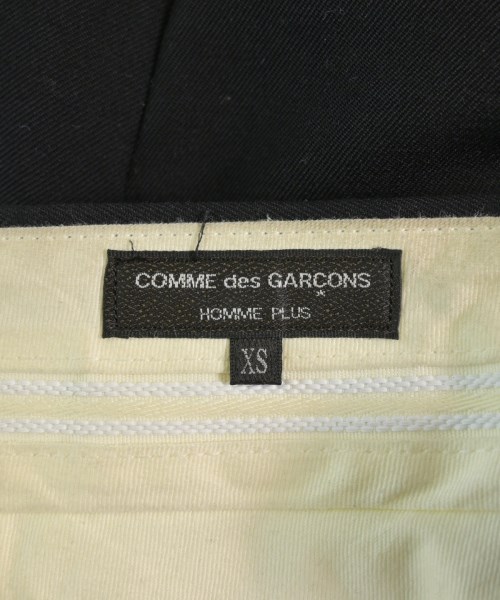 COMME des GARCONS
*
HOMME PLUS
XS